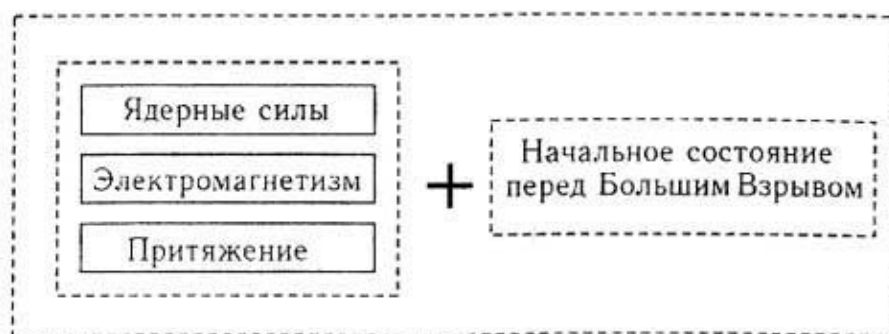 Ядерные силы
Электромагнетизм
Притяжение
+
Начальное состояние
перед Большим Взрывом